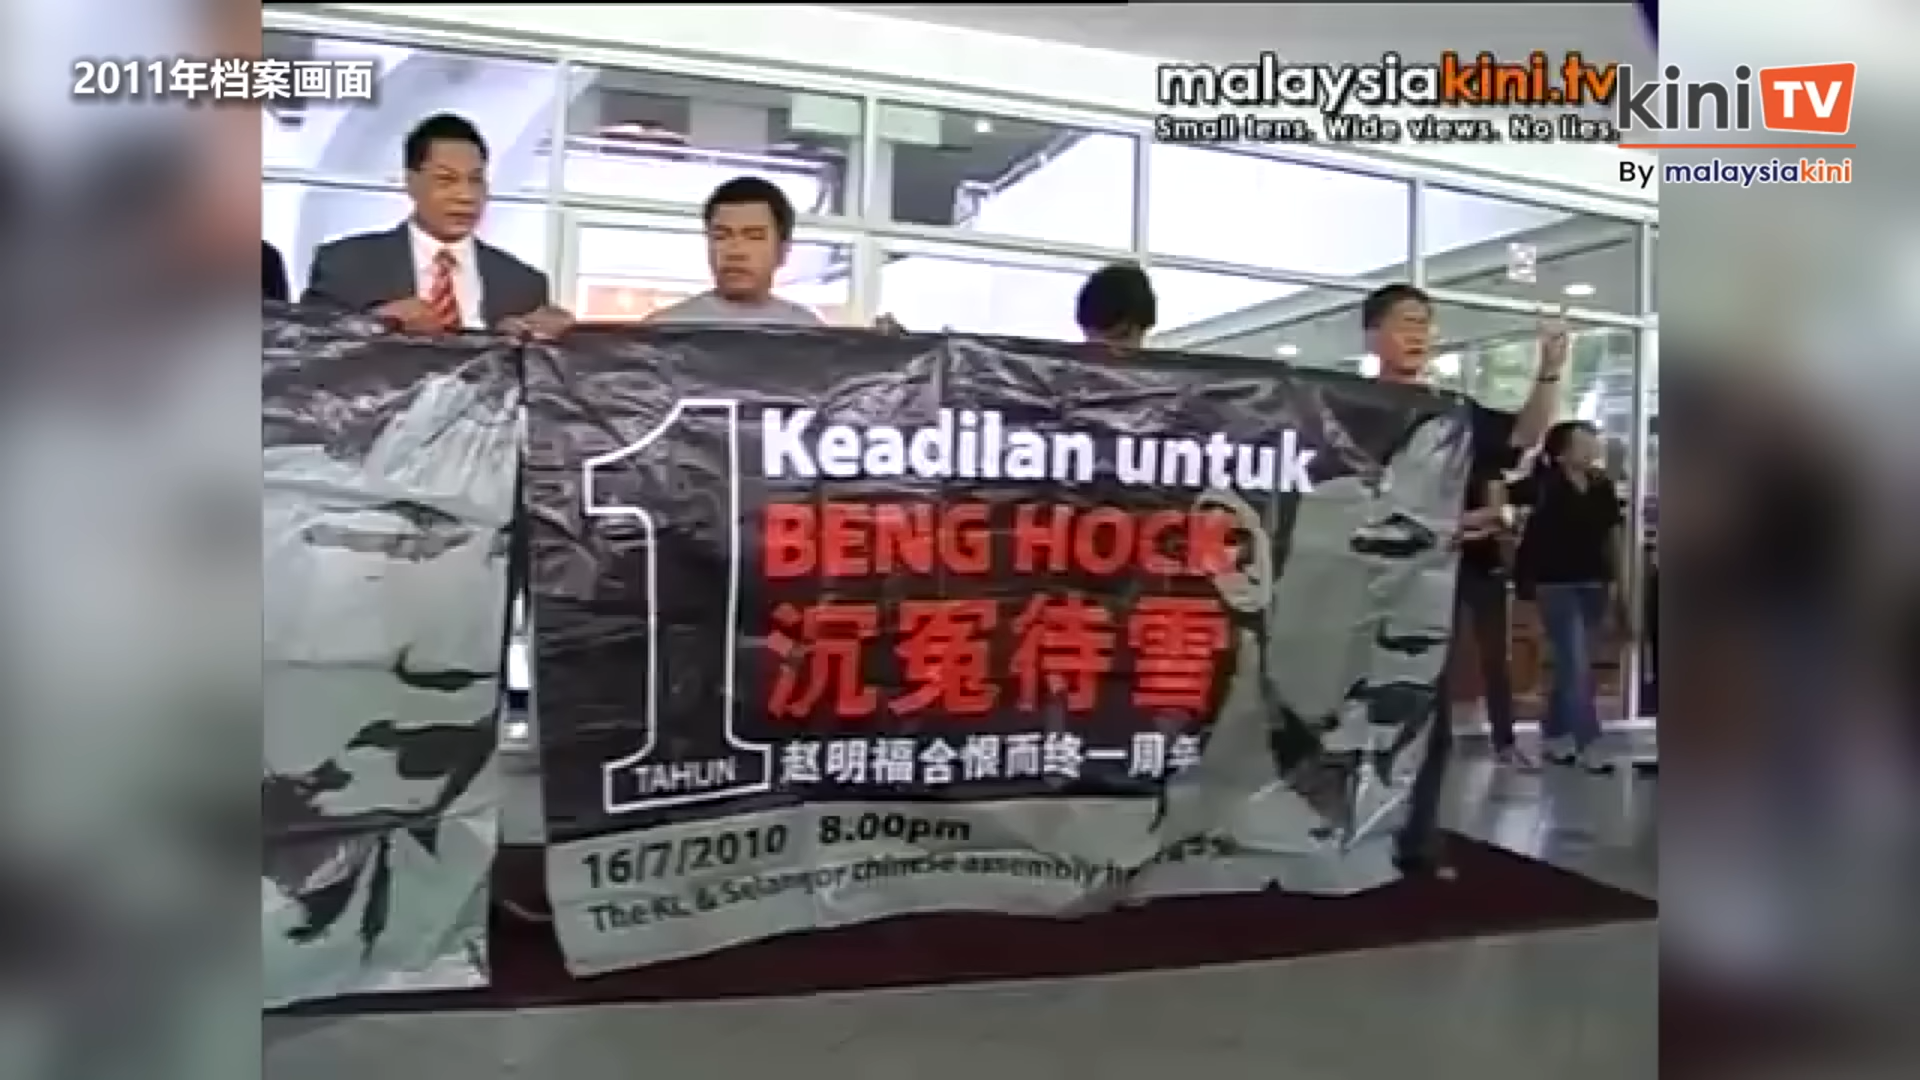 2011年档案画面
malaysiakini.tv
Small lens. Wide views. No lies.
kini TV
By malaysiakini
1
TAHUN
Keadilan untuk
BENG HOCK
沉冤待雪
赵明福含恨而终一周年
16/7/2010 8.00pm
The KL & Selangor chinese assembly